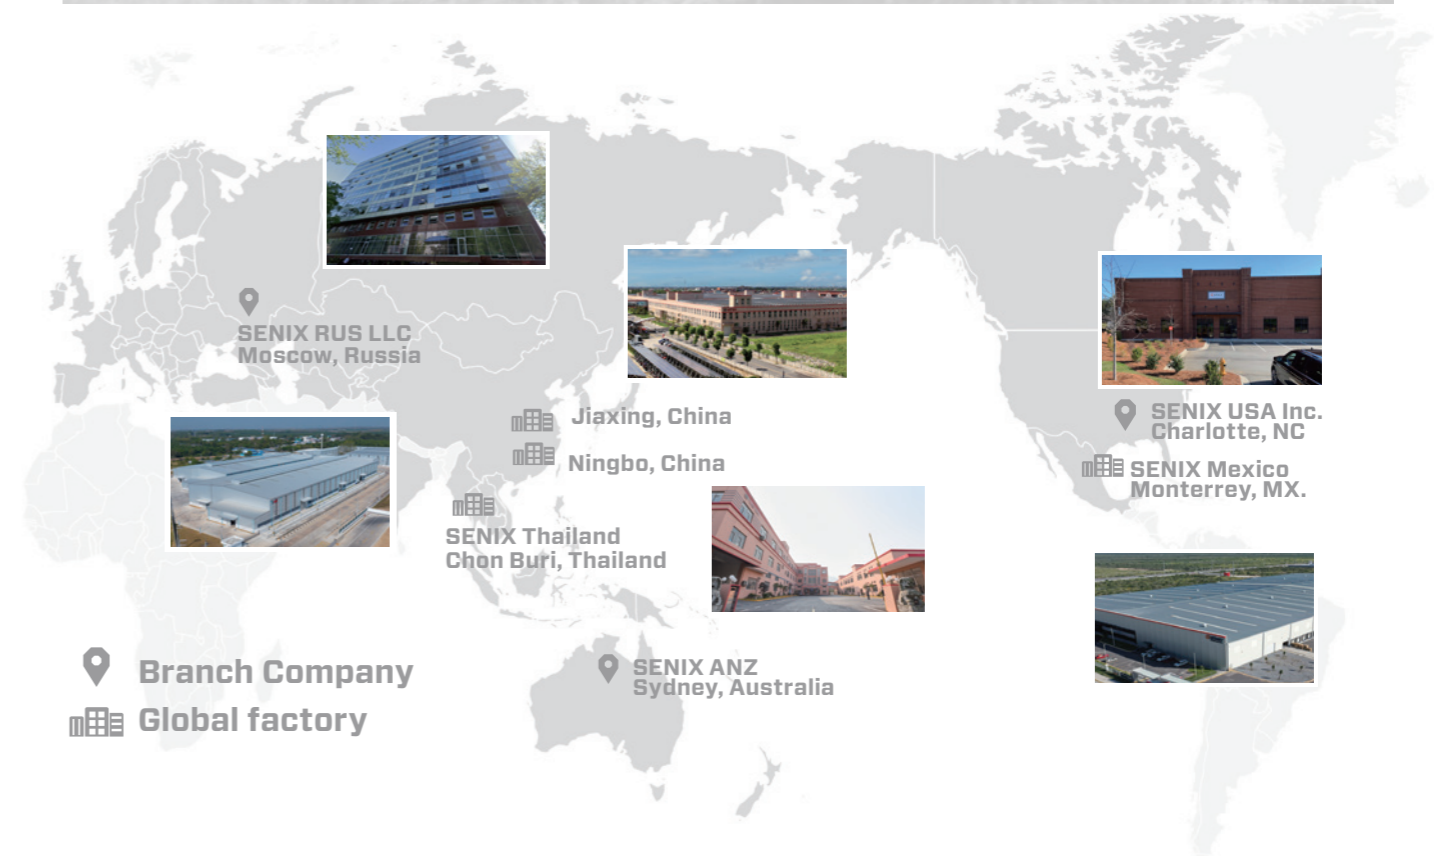 SENIX RUS LLC
Moscow, Russia
Jiaxing, China
Ningbo, China
SENIX Thailand
Chon Buri, Thailand
SENIX USA Inc.
Charlotte, NC
SENIX Mexico
Monterrey, MX.
SENIX ANZ
Sydney, Australia
Branch Company
Global factory